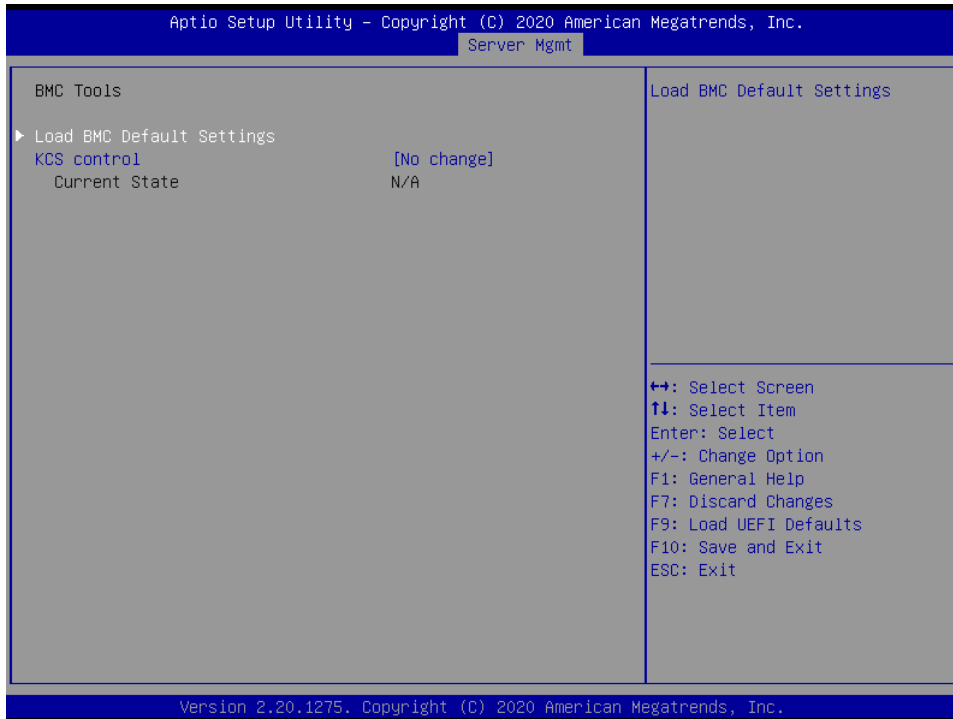 Aptio Setup Utility – Copyright (C) 2020 American Megatrends, Inc.
Server Mgmt
BMC Tools
Load BMC Default Settings
KCS control [No change]
Current State N/A
Load BMC Default Settings
↔: Select Screen
↑↓: Select Item
Enter: Select
+/-: Change Option
F1: General Help
F7: Discard Changes
F9: Load UEFI Defaults
F10: Save and Exit
ESC: Exit
Version 2.20.1275. Copyright (C) 2020 American Megatrends, Inc.